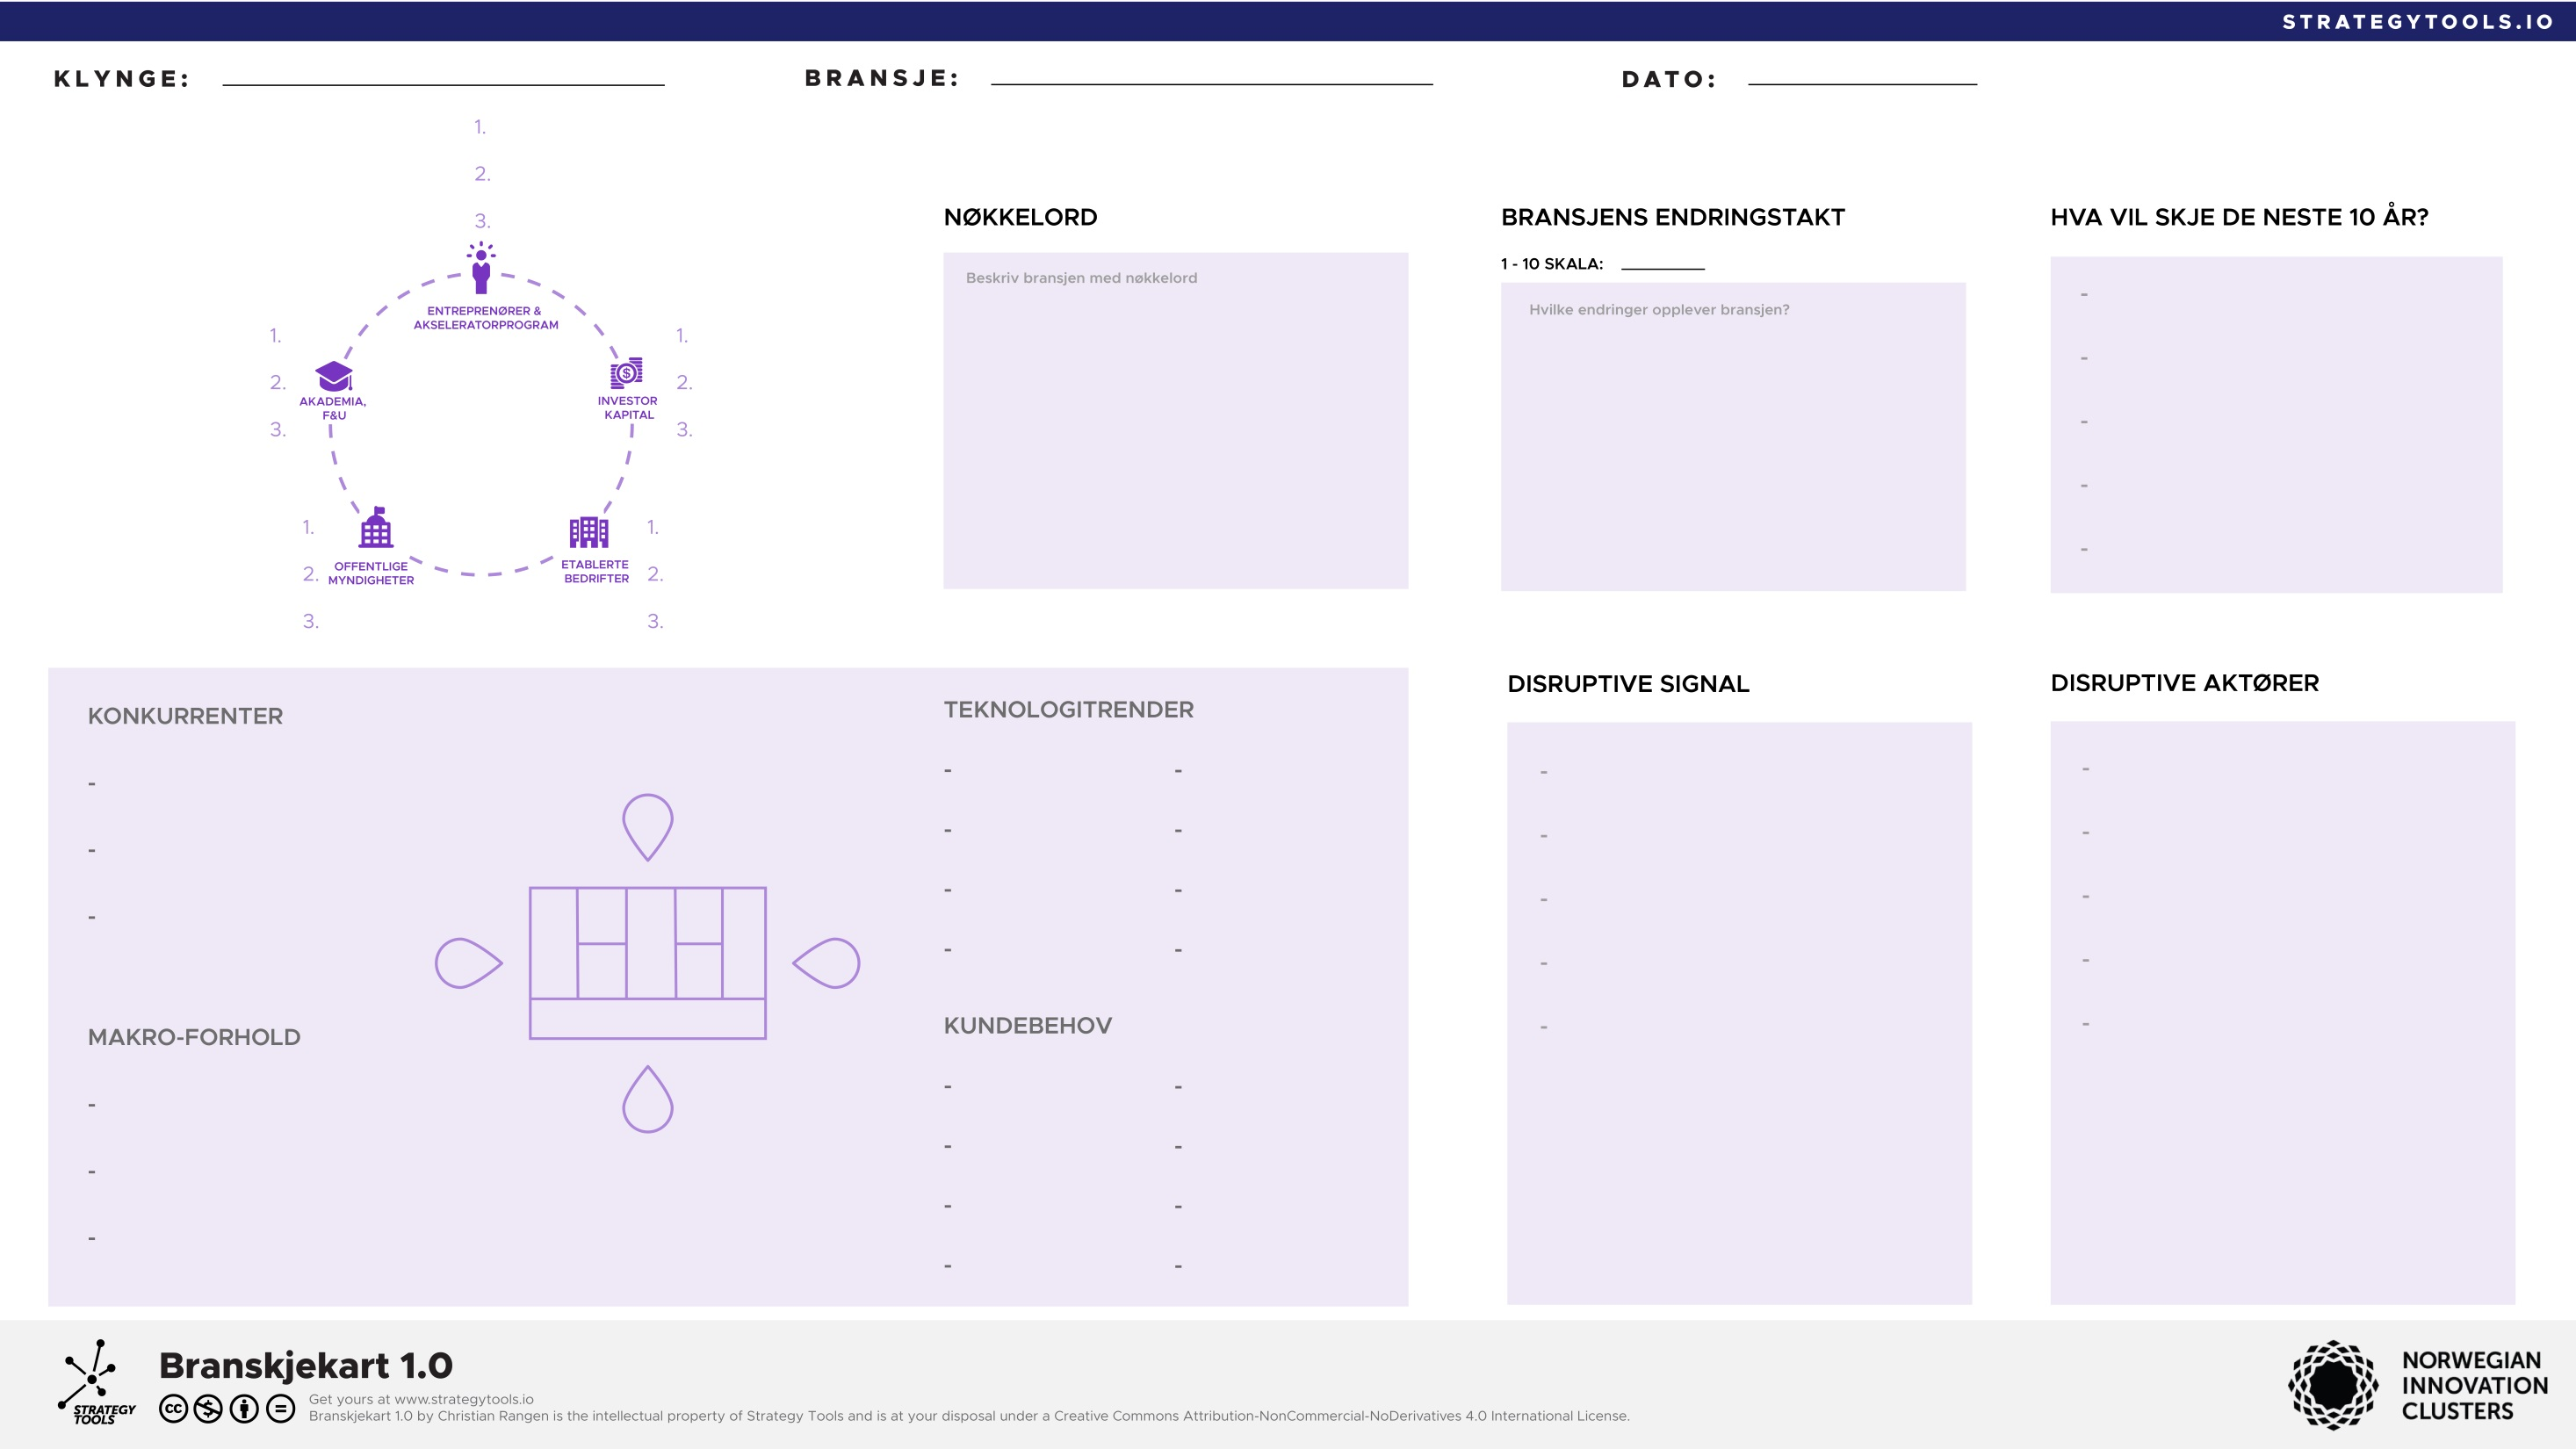 STRATEGYTOOLS.IO
KLYNGE:
BRANSJE:
DATO:
1.
2.
3.
ENTREPRENØRER &
AKSELERATORPROGRAM
1.
2.
3.
AKADEMIA,
F&U
1.
2.
3.
INVESTOR
KAPITAL
1.
2.
3.
OFFENTLIGE
MYNDIGHETER
1.
2.
3.
ETABLERTE
BEDRIFTER
NØKKELORD
Beskriv bransjen med nøkkelord
BRANSJENS ENDRINGSTAKT
1 - 10 SKALA:
Hvilke endringer opplever bransjen?
HVA VIL SKJE DE NESTE 10 ÅR?
-
-
-
-
-
KONKURRENTER
-
-
-
MAKRO-FORHOLD
-
-
-
TEKNOLOGITRENDER
- -
- -
- -
- -
KUNDEBEHOV
- -
- -
- -
- -
DISRUPTIVE SIGNAL
-
-
-
-
-
DISRUPTIVE AKTØRER
-
-
-
-
-
STRATEGY
TOOLS
Branskjekart 1.0
cc $ =
Get yours at www.strategytools.io
Branskjekart 1.0 by Christian Rangen is the intellectual property of Strategy Tools and is at your disposal under a Creative Commons Attribution-NonCommercial-NoDerivatives 4.0 International License.
NORWEGIAN
INNOVATION
CLUSTERS